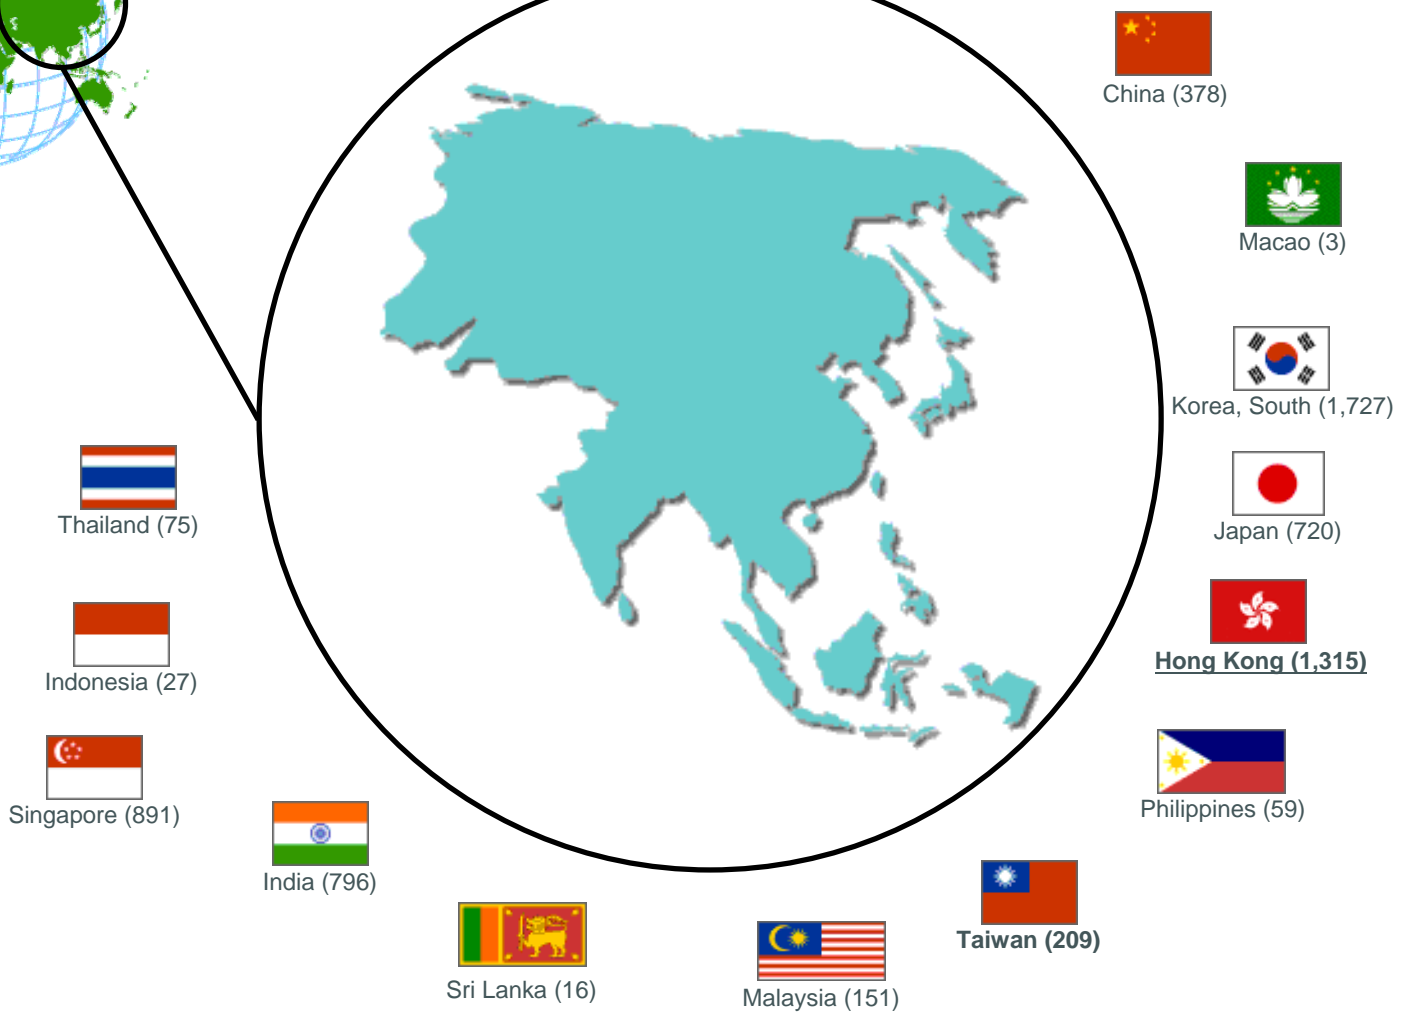 China (378)
Macao (3)
Korea, South (1,727)
Thailand (75)
Japan (720)
Hong Kong (1,315)
Indonesia (27)
Singapore (891)
Philippines (59)
India (796)
Taiwan (209)
Sri Lanka (16)
Malaysia (151)